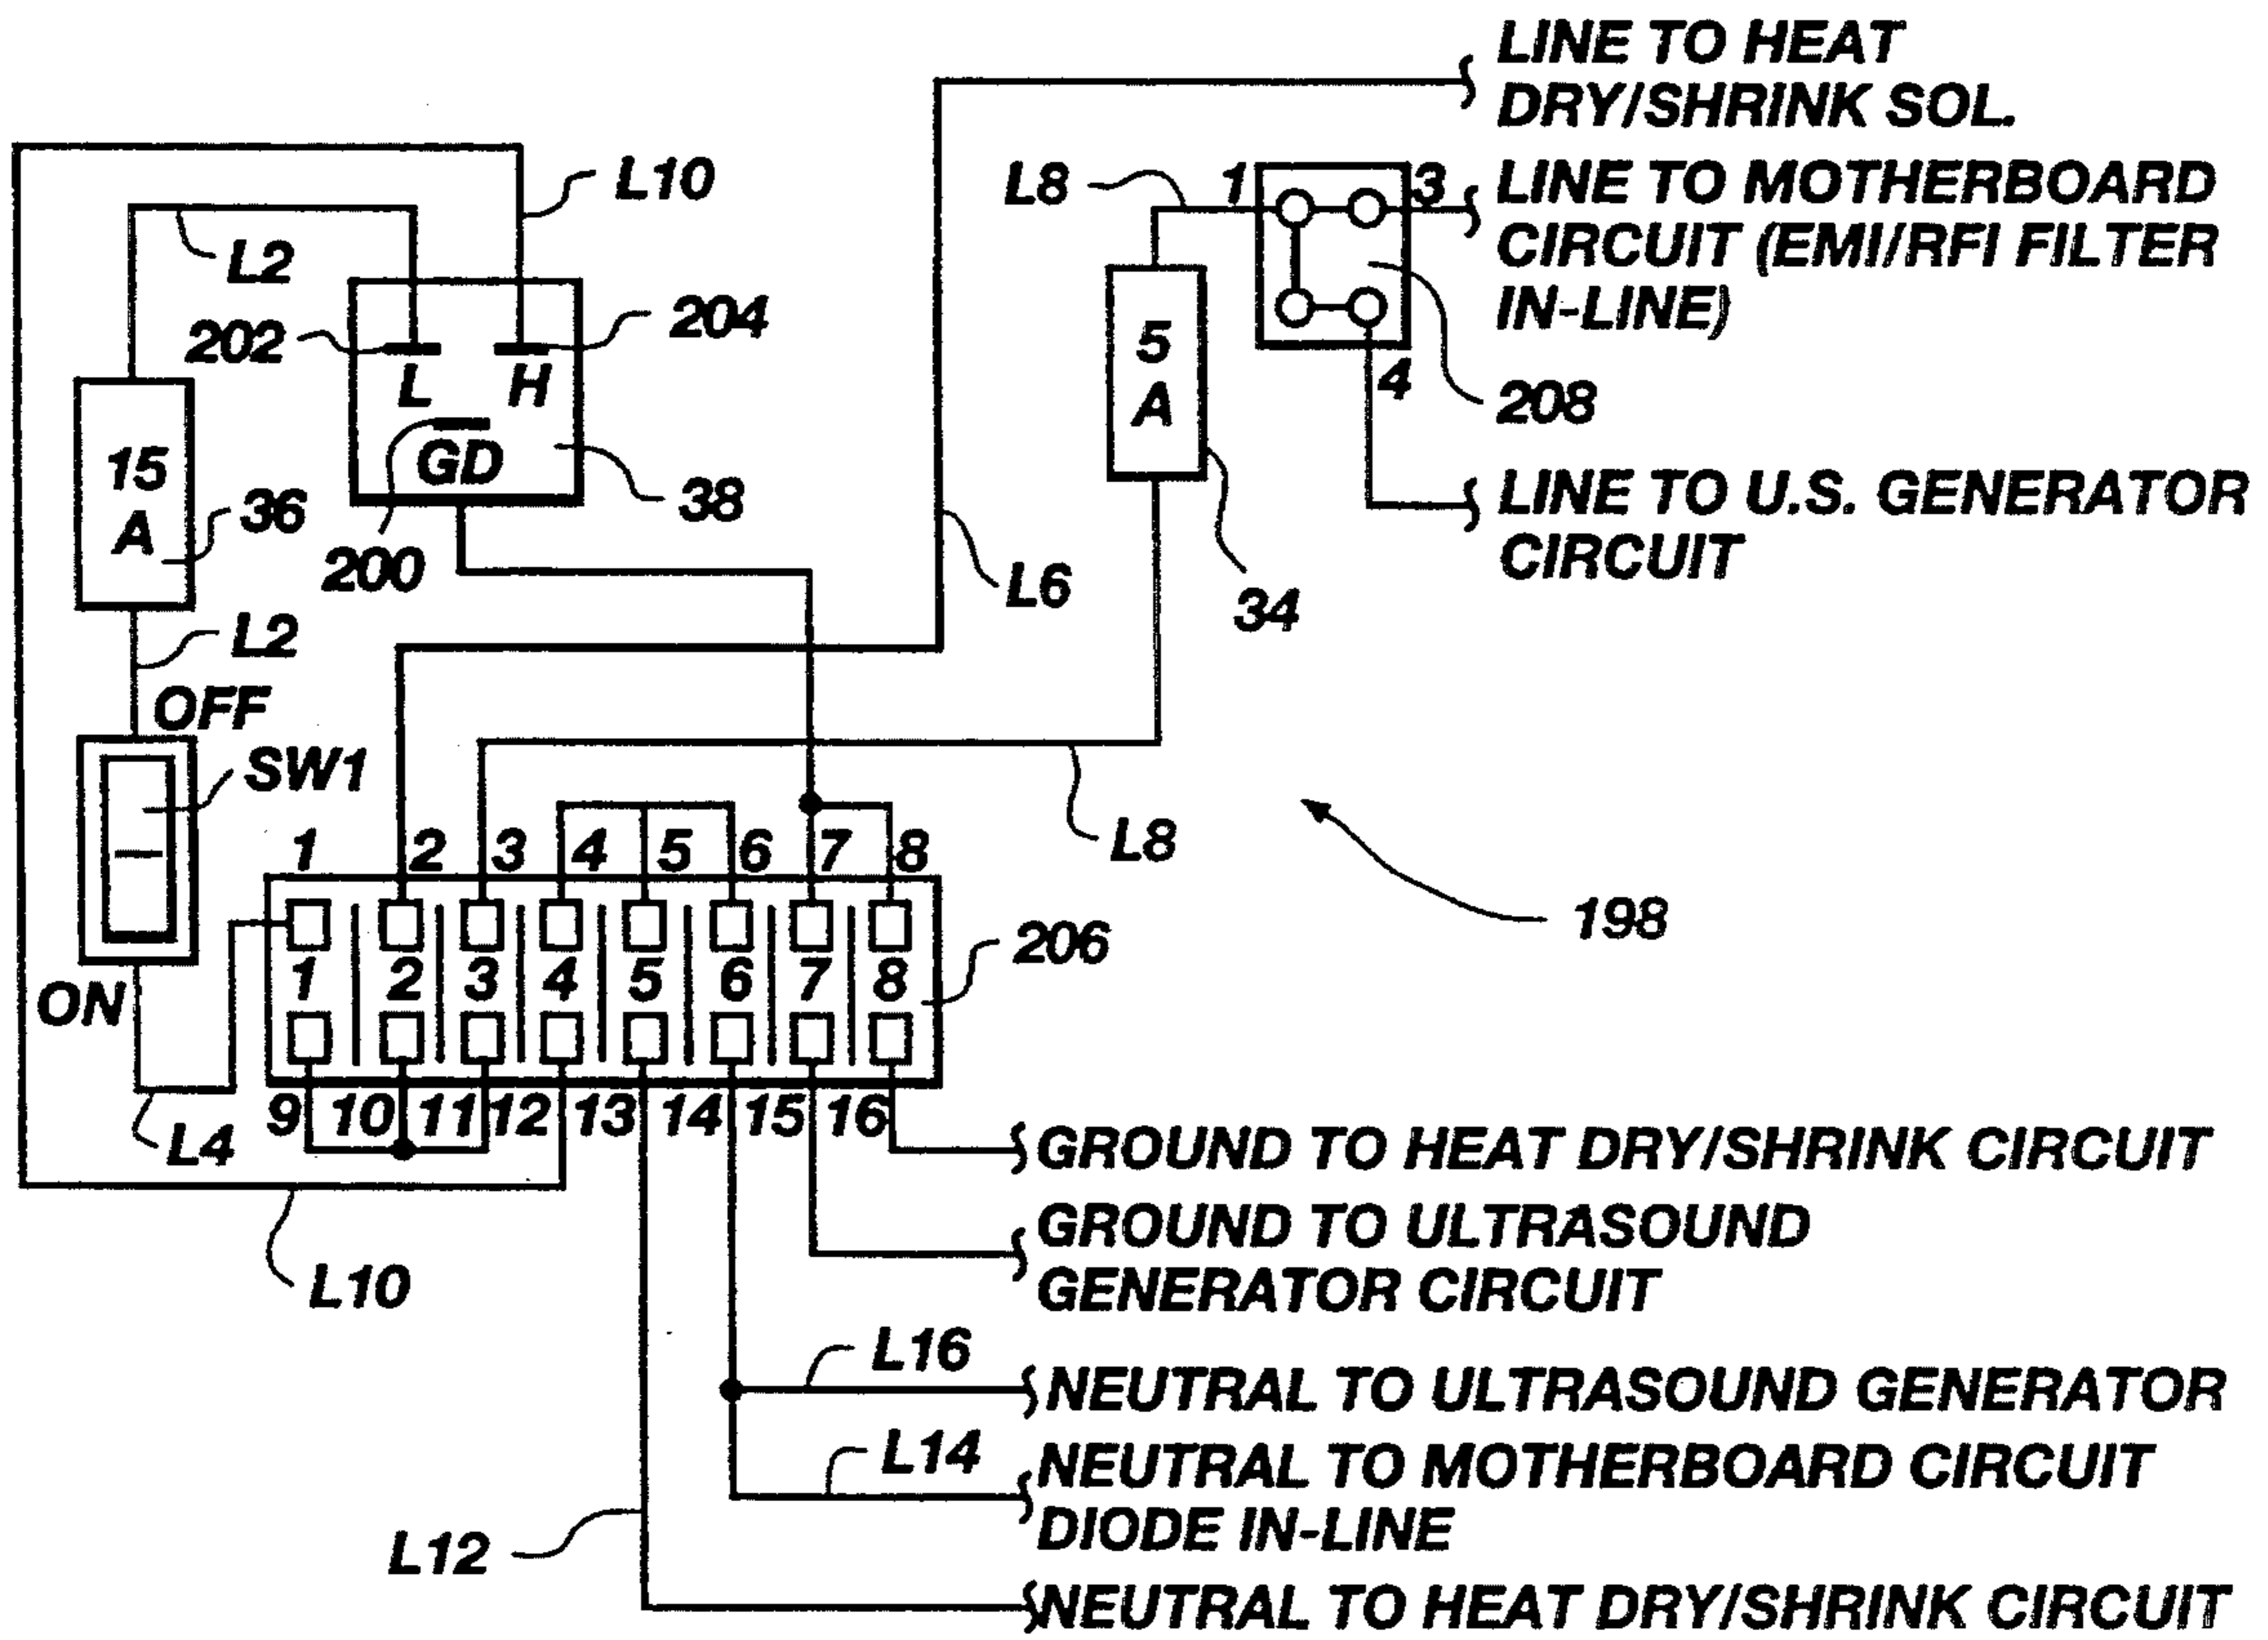 LINE TO HEAT
DRY/SHRINK SOL.
L10
L8
1
3
LINE TO MOTHERBOARD
CIRCUIT (EMI/RFI FILTER
IN-LINE)
L2
202
204
L
H
5
A
4
208
15
A
36
GD
38
200
LINE TO U.S. GENERATOR
CIRCUIT
L6
34
L2
OFF
SW1
L8
1
2
3
4
5
6
7
8
198
206
1
2
3
4
5
6
7
8
ON
9
10
11
12
13
14
15
16
L4
GROUND TO HEAT DRY/SHRINK CIRCUIT
GROUND TO ULTRASOUND
GENERATOR CIRCUIT
L10
L16
NEUTRAL TO ULTRASOUND GENERATOR
L14
NEUTRAL TO MOTHERBOARD CIRCUIT
DIODE IN-LINE
L12
NEUTRAL TO HEAT DRY/SHRINK CIRCUIT